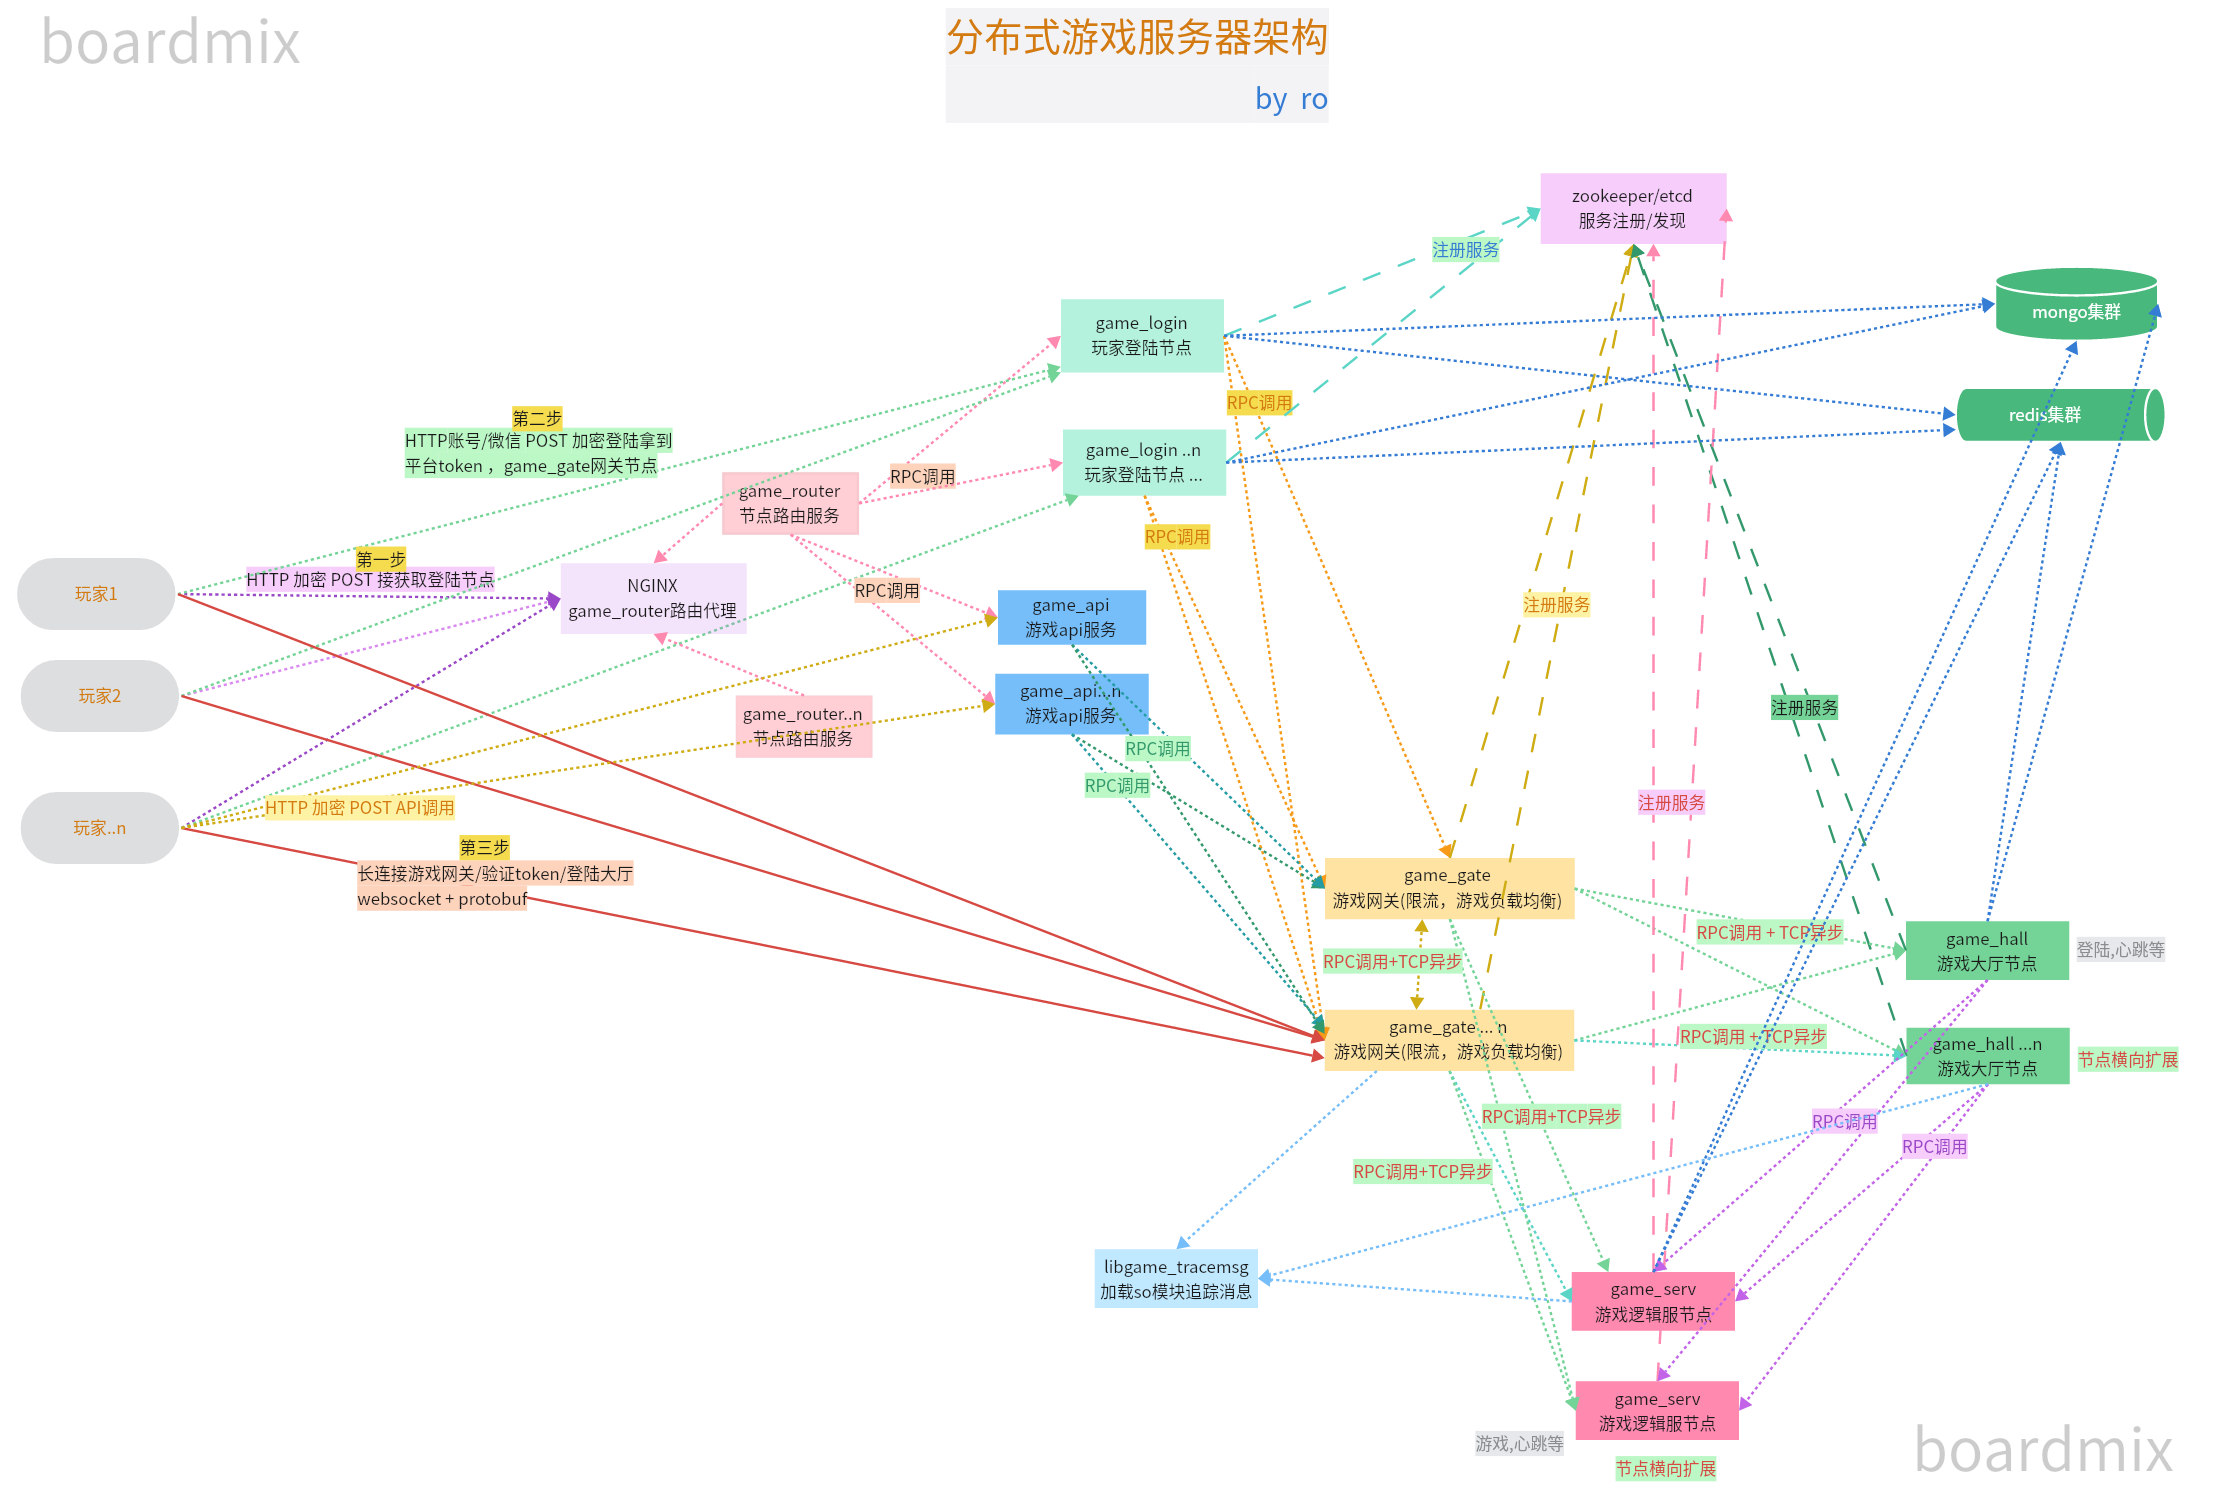 boardmix
分布式游戏服务器架构
by ro
zookeeper/etcd
服务注册/发现
注册服务
mongo集群
game_login
玩家登陆节点
RPC调用
redis集群
第二步
HTTP账号/微信 POST 加密登陆拿到
平台token ，game_gate网关节点
game_login ..n
玩家登陆节点 ...
RPC调用
game_router
节点路由服务
RPC调用
第一步
HTTP 加密 POST 接获取登陆节点
玩家1
NGINX
game_router路由代理
RPC调用
game_api
游戏api服务
注册服务
玩家2
game_api...n
游戏api服务
game_router..n
节点路由服务
注册服务
RPC调用
RPC调用
注册服务
HTTP 加密 POST API调用
玩家..n
第三步
长连接游戏网关/验证token/登陆大厅
websocket + protobuf
game_gate
游戏网关(限流，游戏负载均衡)
RPC调用 + TCP异步
game_hall
游戏大厅节点
登陆,心跳等
RPC调用+TCP异步
game_gate ... n
游戏网关(限流，游戏负载均衡)
RPC调用 + TCP异步
game_hall ...n
游戏大厅节点
节点横向扩展
RPC调用+TCP异步
RPC调用
RPC调用
RPC调用+TCP异步
libgame_tracemsg
加载so模块追踪消息
game_serv
游戏逻辑服节点
game_serv
游戏逻辑服节点
游戏,心跳等
节点横向扩展
boardmix